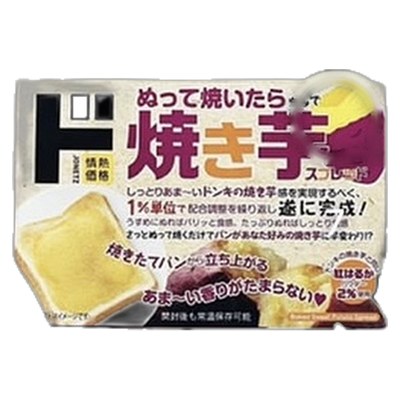 ぬって焼いたら
ド
情熱
価格
JONETZ
焼き芋
スプレッド
しっとりあま〜いドンキの焼き芋感を実現するべく、
1%単位で配合調整を繰り返し遂に完成!
うすめにぬればパリッと食感、たっぷりぬればしっとり
さっとぬって焼くだけでパンがあなた好みの焼き芋に早変わり!?
焼きたてパンから立ち上がる
あま〜い香りがたまらない♥
紅はるか
2%使用
開封後も常温保存可能
Baked Sweet Potato Spread